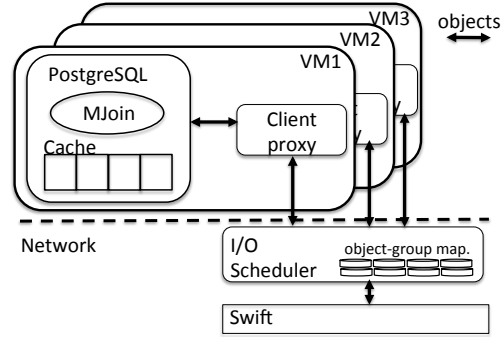 VM3
objects
VM2
VM1
PostgreSQL
MJoin
Cache
Client
proxy
Network
I/O
Scheduler
object-group map.
Swift